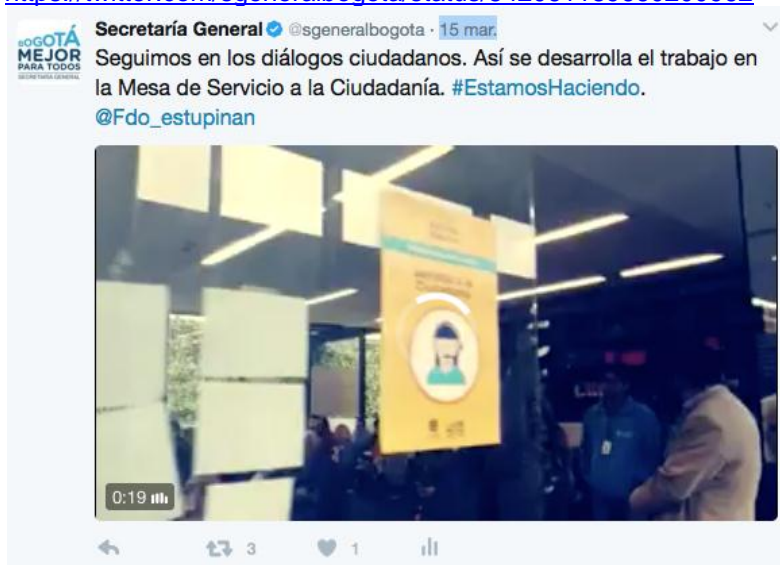 Secretaría General @sgeneralbogota · 15 mar.
BOGOTÁ
MEJOR
PARA TODOS
SECRETARÍA GENERAL
Seguimos en los diálogos ciudadanos. Así se desarrolla el trabajo en
la Mesa de Servicio a la Ciudadanía. #EstamosHaciendo.
@Fdo_estupinan
Ciudadanía
0:19
3
1